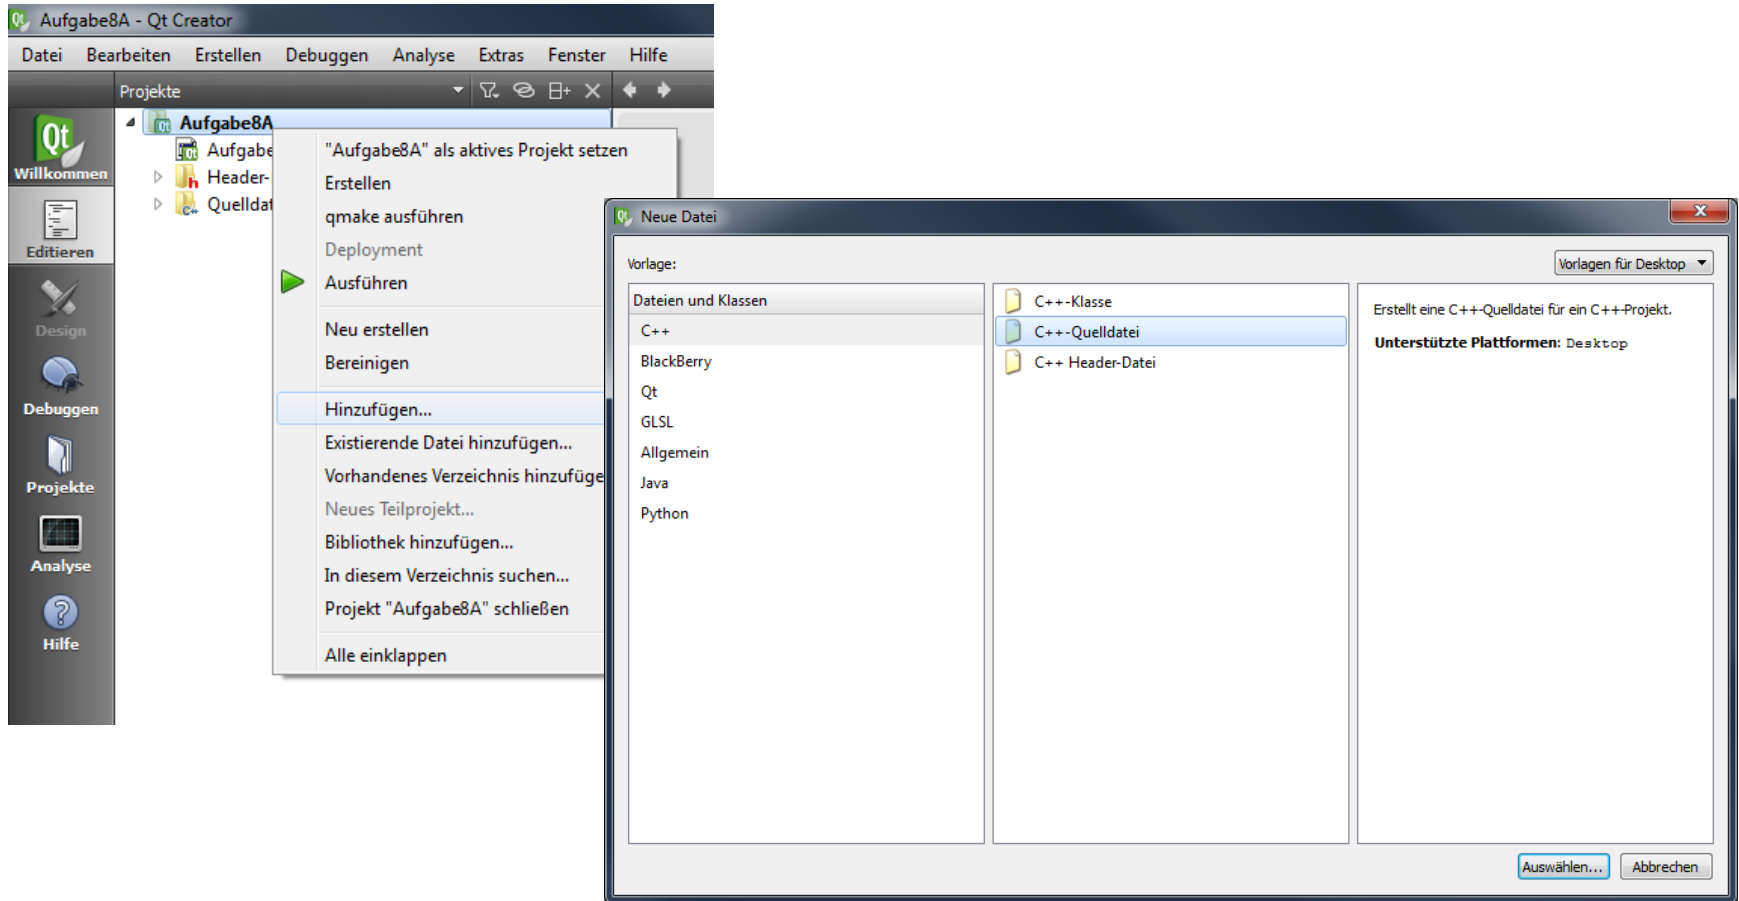 Aufgabe8A - Qt Creator
Datei Bearbeiten Erstellen Debuggen Analyse Extras Fenster Hilfe
Projekte
Willkommen
Editieren
Design
Debuggen
Projekte
Analyse
Hilfe
Aufgabe8A
Aufgabe
Header-
Quelldat
"Aufgabe8A" als aktives Projekt setzen
Erstellen
qmake ausführen
Deployment
Ausführen
Neu erstellen
Bereinigen
Hinzufügen...
Existierende Datei hinzufügen...
Vorhandenes Verzeichnis hinzufüge
Neues Teilprojekt...
Bibliothek hinzufügen...
In diesem Verzeichnis suchen...
Projekt "Aufgabe8A" schließen
Alle einklappen
Neue Datei
Vorlage:
Vorlagen für Desktop
Dateien und Klassen
C++
BlackBerry
Qt
GLSL
Allgemein
Java
Python
C++-Klasse
C++-Quelldatei
C++ Header-Datei
Erstellt eine C++-Quelldatei für ein C++-Projekt.
Unterstützte Plattformen: Desktop
Auswählen... Abbrechen